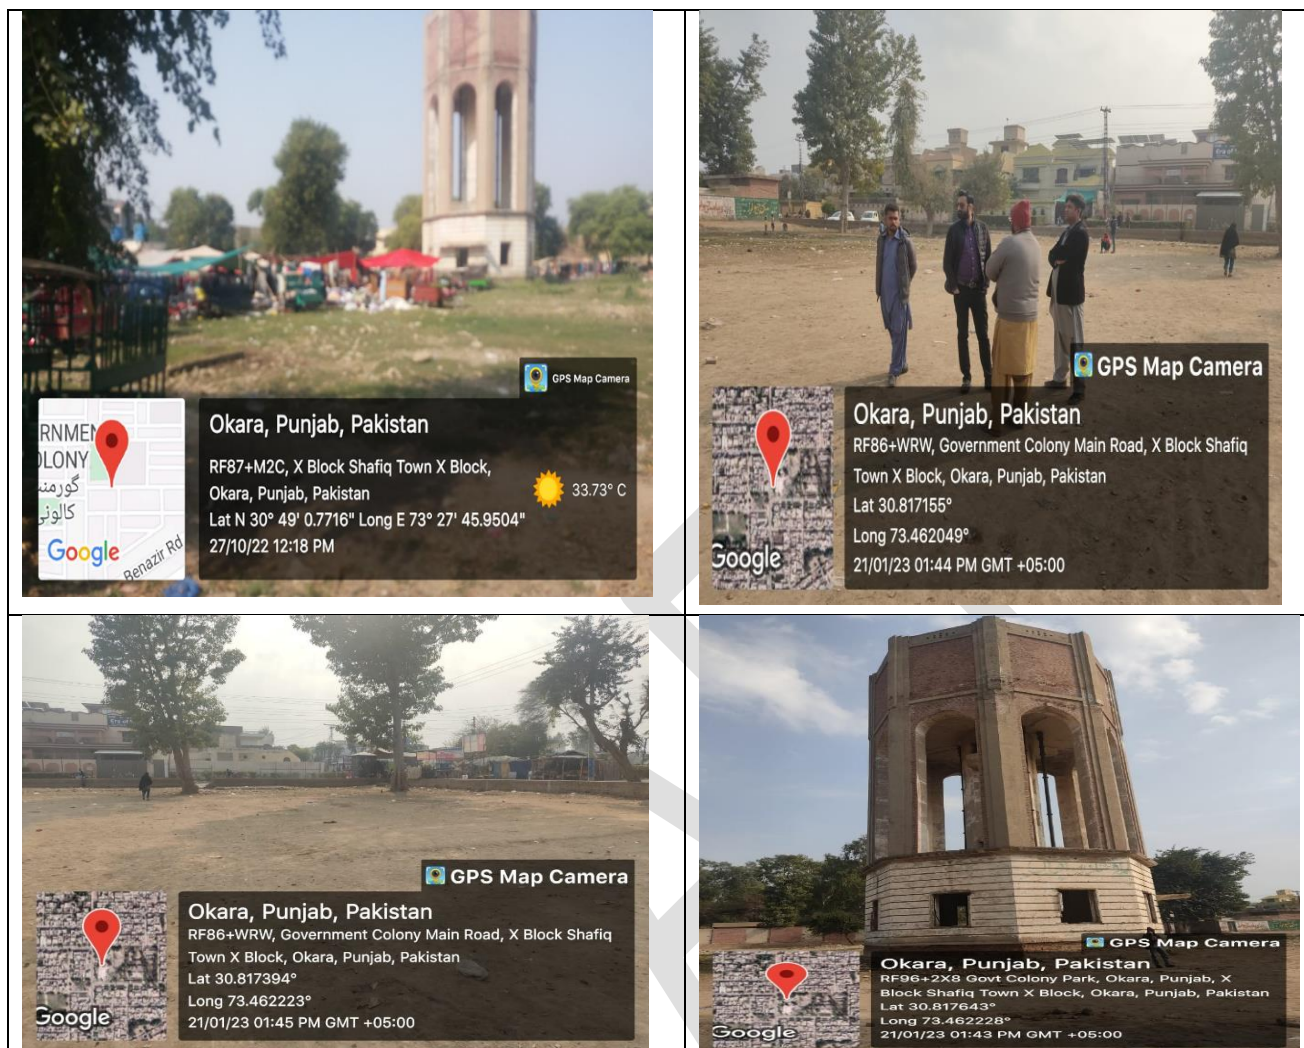 GPS Map Camera
Okara, Punjab, Pakistan
RF87+M2C, X Block Shafiq Town X Block,
Okara, Punjab, Pakistan
Lat N 30° 49' 0.7716" Long E 73° 27' 45.9504"
27/10/22 12:18 PM
33.73° C
RNMEN
OLONY
گورمنٹ
کالونی
Google
Benazir Rd
GPS Map Camera
Okara, Punjab, Pakistan
RF86+WRW, Government Colony Main Road, X Block Shafiq
Town X Block, Okara, Punjab, Pakistan
Lat 30.817155°
Long 73.462049°
21/01/23 01:44 PM GMT +05:00
Google
GPS Map Camera
Okara, Punjab, Pakistan
RF86+WRW, Government Colony Main Road, X Block Shafiq
Town X Block, Okara, Punjab, Pakistan
Lat 30.817394°
Long 73.462223°
21/01/23 01:45 PM GMT +05:00
Google
GPS Map Camera
Okara, Punjab, Pakistan
RF96+2X8 Govt Colony Park, Okara, Punjab, X
Block Shafiq Town X Block, Okara, Punjab, Pakistan
Lat 30.817643°
Long 73.462228°
21/01/23 01:43 PM GMT +05:00
Google